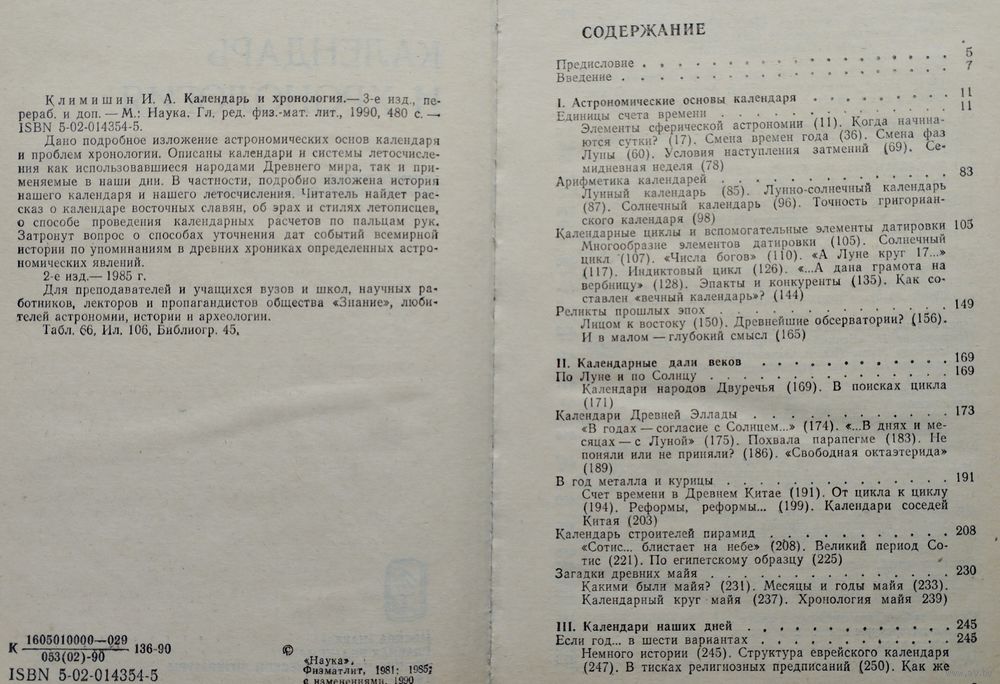 Климишин И. А. Календарь и хронология.— 3-е изд., пе-
рераб. и доп. — М.: Наука. Гл. ред. физ.-мат. лит., 1990, 480 с. —
ISBN 5-02-014354-5.
Дано подробное изложение астрономических основ календаря
и проблем хронологии. Описаны календари и системы летосчисле-
ния как использовавшиеся народами Древнего мира, так и при-
меняемые в наши дни. В частности, подробно изложена история
нашего календаря и нашего летосчисления. Читатель найдет рас-
сказ о календаре восточных славян, об эрах и стилях летописцев,
о способе проведения календарных расчетов по пальцам рук.
Затронут вопрос о способах уточнения дат событий всемирной
истории по упоминаниям в древних хрониках определенных астро-
номических явлений.
2-е изд.— 1985 г.
Для преподавателей и учащихся вузов и школ, научных ра-
ботников, лекторов и пропагандистов общества «Знание», люби-
телей астрономии, истории и археологии.
Табл. 66, Ил. 106, Библиогр. 45.
К 1605010000—029 136-90
053(02)-90
ISBN 5-02-014354-5
© «Наука».
Физматлит, 1981; 1985;
с изменениями, 1990
СОДЕРЖАНИЕ
Предисловие . . . . . . . . . . . . . . . . 5
Введение . . . . . . . . . . . . . . . . . 7
I. Астрономические основы календаря . . . . . . . . 11
Единицы счета времени . . . . . . . . . . . . 11
Элементы сферической астрономии (11). Когда начина-
ются сутки? (17). Смена времен года (36). Смена фаз
Луны (60). Условия наступления затмений (69). Се-
мидневная неделя (78)
Арифметика календарей . . . . . . . . . . . . 83
Лунный календарь (85). Лунно-солнечный календарь
(87). Солнечный календарь (96). Точность григориан-
ского календаря (98)
Календарные циклы и вспомогательные элементы датировки 105
Многообразие элементов датировки (105). Солнечный
цикл (107). «Числа богов» (110). «А Луне круг 17...»
(117). Индиктовый цикл (126). «...А дана грамота на
вербницу» (128). Эпакты и конкуренты (135). Как со-
ставлен «вечный календарь»? (144)
Реликты прошлых эпох . . . . . . . . . . . . 149
Лицом к востоку (150). Древнейшие обсерватории? (156).
И в малом — глубокий смысл (165)
II. Календарные дали веков . . . . . . . . . . . 169
По Луне и по Солнцу . . . . . . . . . . . . . 169
Календари народов Двуречья (169). В поисках цикла
(171)
Календари Древней Эллады . . . . . . . . . . . 173
«В годах — согласие с Солнцем...» (174). «...В днях и ме-
сяцах — с Луной» (175). Похвала парапегме (183). Не
поняли или не приняли? (186). «Свободная октаэтерида»
(189)
В год металла и курицы . . . . . . . . . . . . 191
Счет времени в Древнем Китае (191). От цикла к циклу
(194). Реформы, реформы... (199). Календари соседей
Китая (203)
Календарь строителей пирамид . . . . . . . . . . 208
«Сотис... блистает на небе» (208). Великий период Со-
тис (221). По египетскому образцу (225)
Загадки древних майя . . . . . . . . . . . . . 230
Какими были майя? (231). Месяцы и годы майя (233).
Календарный круг майя (237). Хронология майя 239)
III. Календари наших дней . . . . . . . . . . . 245
Если год... в шести вариантах . . . . . . . . . . 245
Немного истории (245). Структура еврейского календаря
(247). В тисках религиозных предписаний (250). Как же